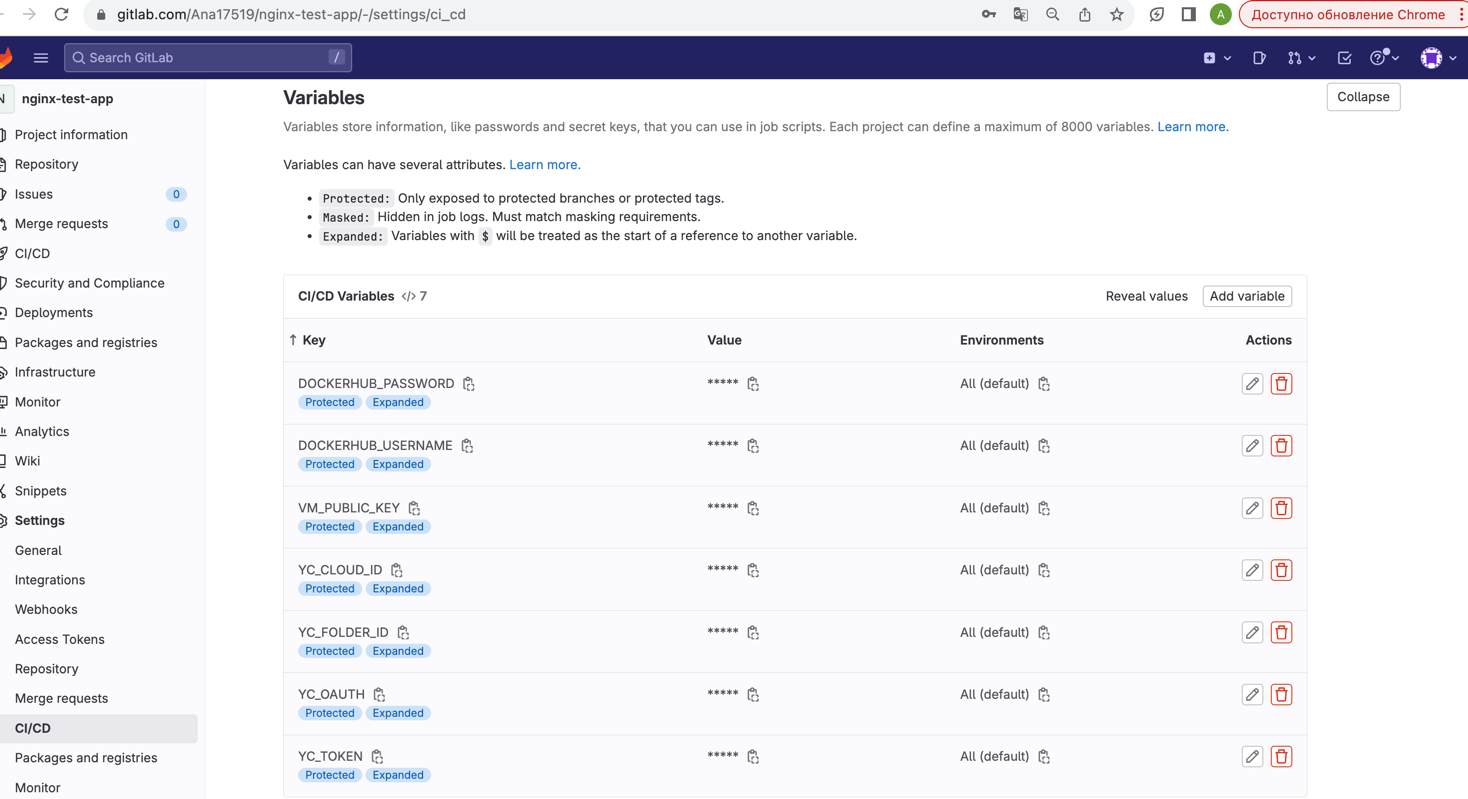 gitlab.com/Ana17519/nginx-test-app/-/settings/ci_cd
A
Доступно обновление Chrome
Search GitLab /
N nginx-test-app
Project information
Repository
Issues 0
Merge requests 0
CI/CD
Security and Compliance
Deployments
Packages and registries
Infrastructure
Monitor
Analytics
Wiki
Snippets
Settings
General
Integrations
Webhooks
Access Tokens
Repository
Merge requests
CI/CD
Packages and registries
Monitor
Variables
Collapse
Variables store information, like passwords and secret keys, that you can use in job scripts. Each project can define a maximum of 8000 variables. Learn more.
Variables can have several attributes. Learn more.
• Protected: Only exposed to protected branches or protected tags.
• Masked: Hidden in job logs. Must match masking requirements.
• Expanded: Variables with $ will be treated as the start of a reference to another variable.
CI/CD Variables </> 7 Reveal values Add variable
↑ Key Value Environments Actions
DOCKERHUB_PASSWORD ***** All (default)
Protected Expanded
DOCKERHUB_USERNAME ***** All (default)
Protected Expanded
VM_PUBLIC_KEY ***** All (default)
Protected Expanded
YC_CLOUD_ID ***** All (default)
Protected Expanded
YC_FOLDER_ID ***** All (default)
Protected Expanded
YC_OAUTH ***** All (default)
Protected Expanded
YC_TOKEN ***** All (default)
Protected Expanded